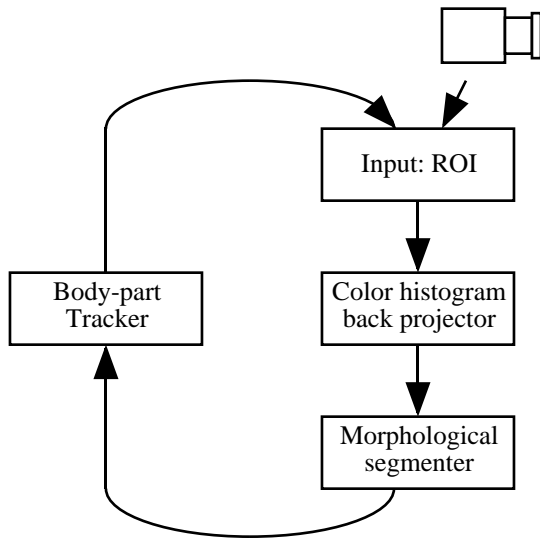 Input: ROI
Body-part
Tracker
Color histogram
back projector
Morphological
segmenter